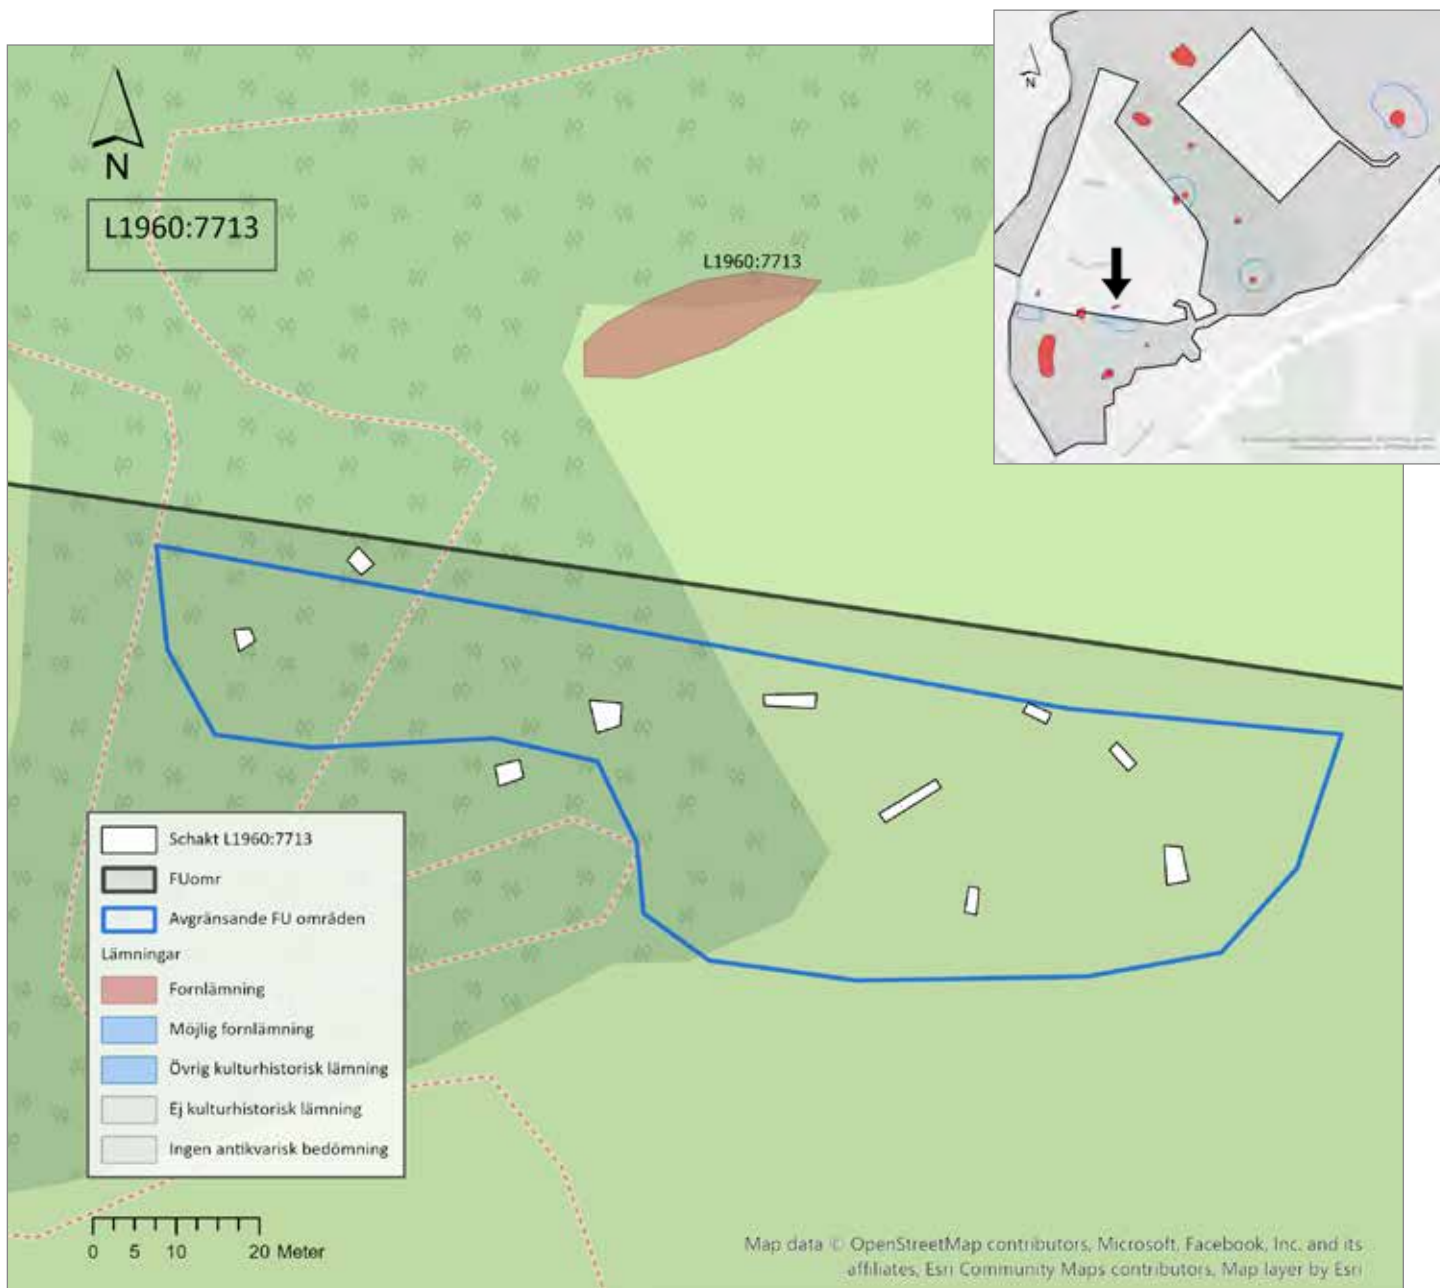 N
L1960:7713
L1960:7713
N
Schakt L1960:7713
FUomr
Avgränsande FU områden
Lämningar
Fornlämning
Möjlig fornlämning
Övrig kulturhistorisk lämning
Ej kulturhistorisk lämning
Ingen antikvarisk bedömning
0 5 10 20 Meter
Map data © OpenStreetMap contributors, Microsoft, Facebook, Inc. and its
affiliates, Esri Community Maps contributors, Map layer by Esri